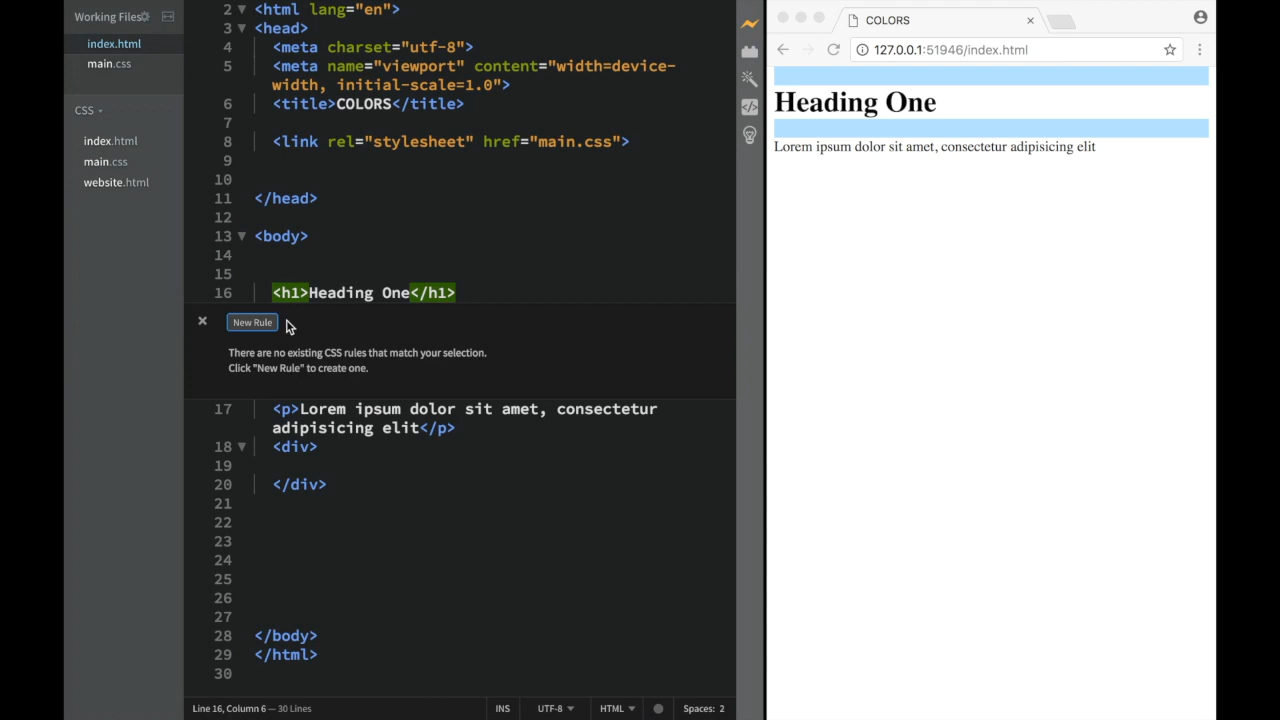 Working Files
index.html
main.css
CSS
index.html
main.css
website.html
2 <html lang="en">
3 <head>
4 <meta charset="utf-8">
5 <meta name="viewport" content="width=device-
width, initial-scale=1.0">
6 <title>COLORS</title>
7
8 <link rel="stylesheet" href="main.css">
9
10
11 </head>
12
13 <body>
14
15
16 <h1>Heading One</h1>
New Rule
There are no existing CSS rules that match your selection.
Click "New Rule" to create one.
17 <p>Lorem ipsum dolor sit amet, consectetur
adipisicing elit</p>
18 <div>
19
20 </div>
21
22
23
24
25
26
27
28 </body>
29 </html>
30
Line 16, Column 6 — 30 Lines
INS
UTF-8
HTML
Spaces: 2
COLORS
127.0.0.1:51946/index.html
Heading One
Lorem ipsum dolor sit amet, consectetur adipisicing elit